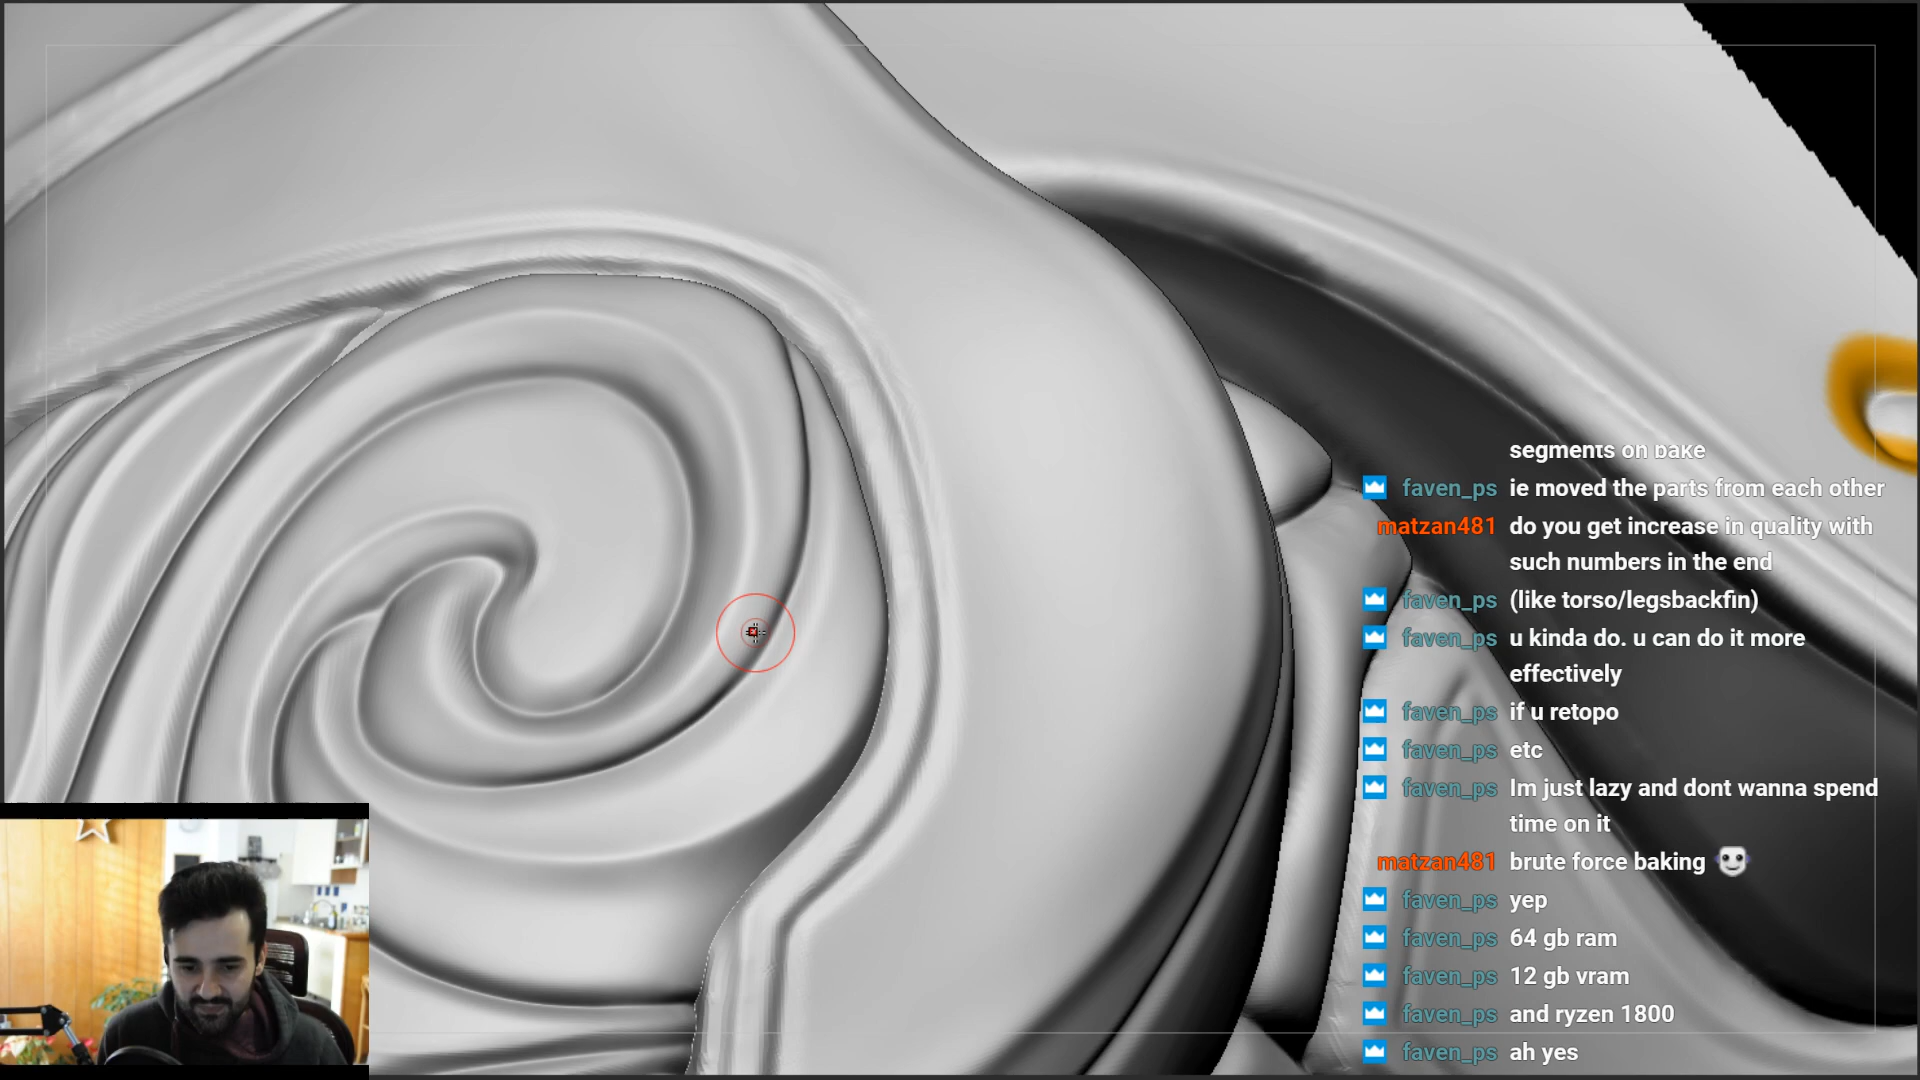 segments on bake
faven_ps ie moved the parts from each other
matzan481 do you get increase in quality with
such numbers in the end
faven_ps (like torso/legsbackfin)
faven_ps u kinda do. u can do it more
effectively
faven_ps if u retopo
faven_ps etc
faven_ps Im just lazy and dont wanna spend
time on it
matzan481 brute force baking
faven_ps yep
faven_ps 64 gb ram
faven_ps 12 gb vram
faven_ps and ryzen 1800
faven_ps ah yes